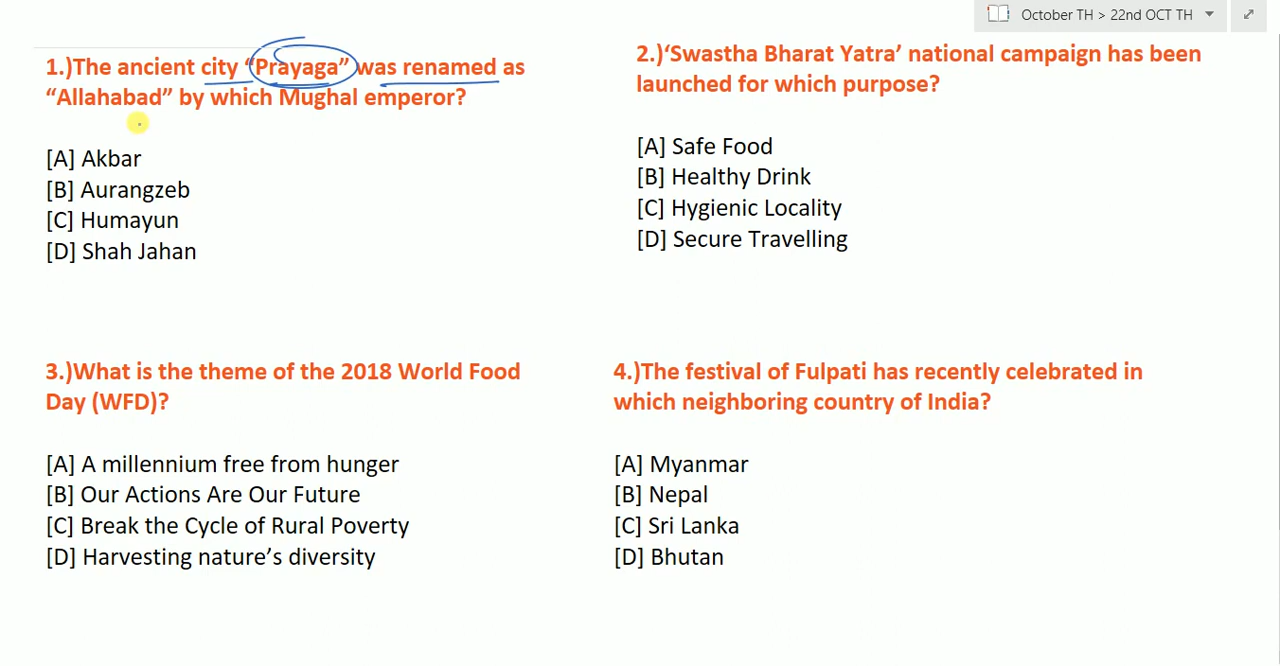 October TH > 22nd OCT TH
1.)The ancient city “Prayaga” was renamed as
“Allahabad” by which Mughal emperor?
[A] Akbar
[B] Aurangzeb
[C] Humayun
[D] Shah Jahan
2.)‘Swastha Bharat Yatra’ national campaign has been
launched for which purpose?
[A] Safe Food
[B] Healthy Drink
[C] Hygienic Locality
[D] Secure Travelling
3.)What is the theme of the 2018 World Food
Day (WFD)?
[A] A millennium free from hunger
[B] Our Actions Are Our Future
[C] Break the Cycle of Rural Poverty
[D] Harvesting nature’s diversity
4.)The festival of Fulpati has recently celebrated in
which neighboring country of India?
[A] Myanmar
[B] Nepal
[C] Sri Lanka
[D] Bhutan